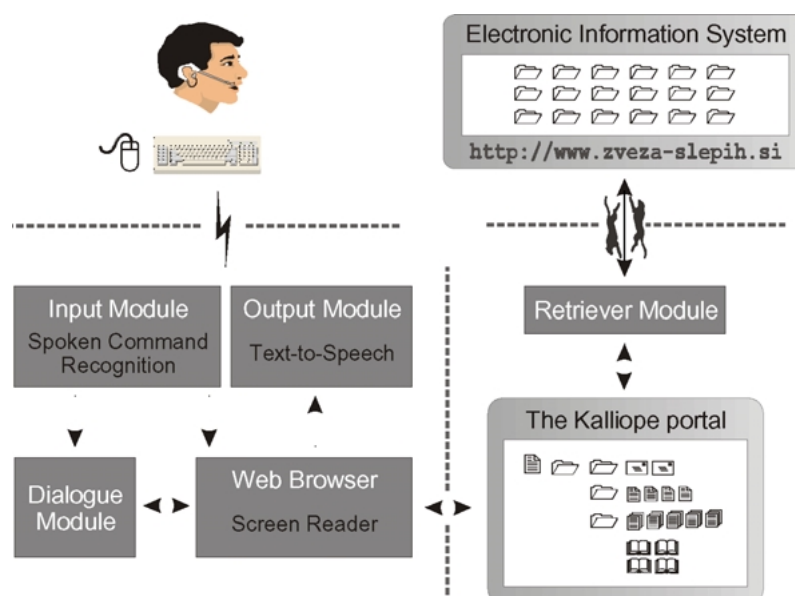 Electronic Information System
http://www.zveza-slepih.si
Input Module
Spoken Command
Recognition
Output Module
Text-to-Speech
Retriever Module
Dialogue
Module
Web Browser
Screen Reader
The Kalliope portal